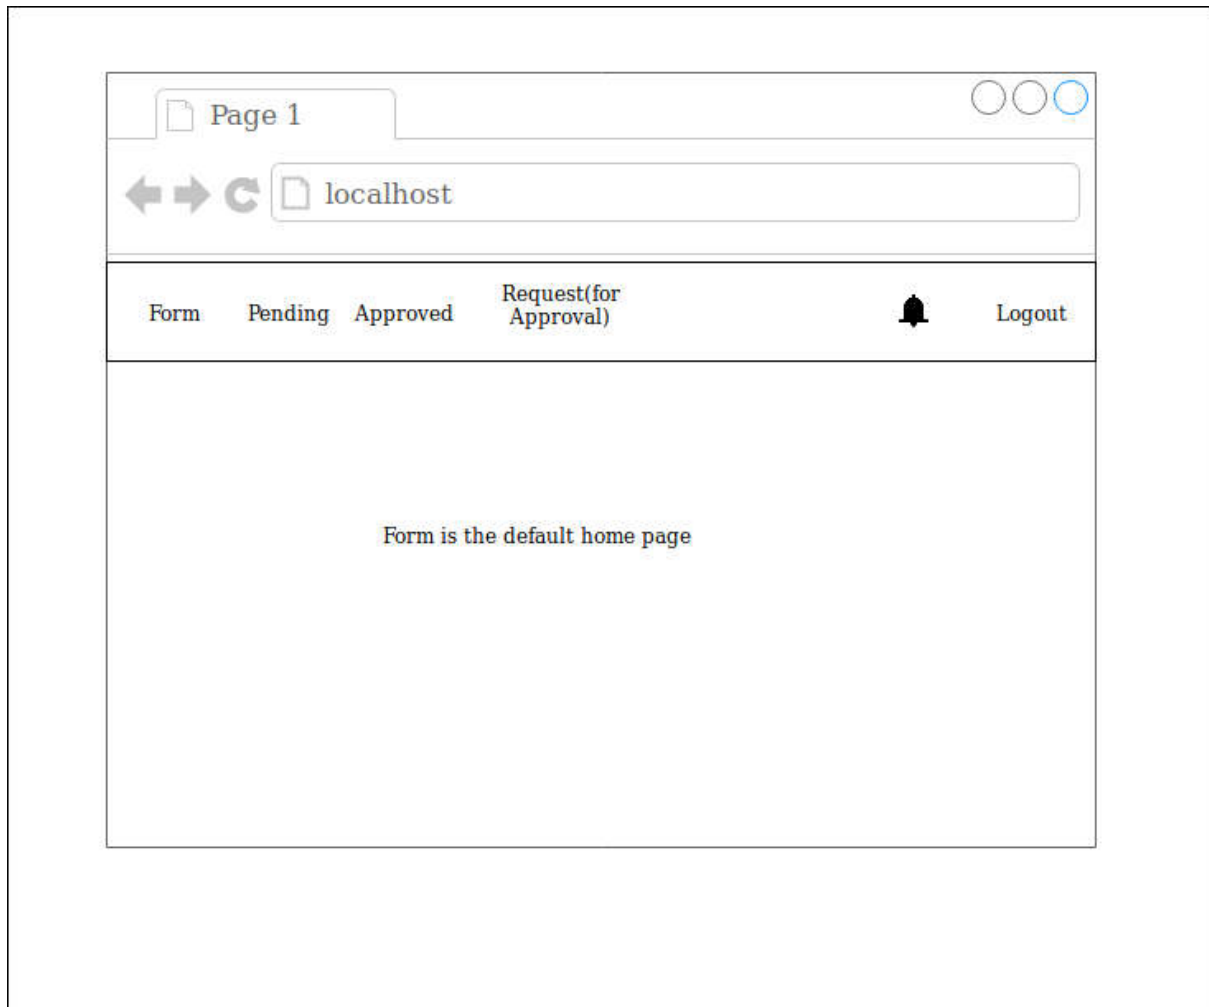 Page 1
localhost
Form
Pending
Approved
Request(for
Approval)
Logout
Form is the default home page